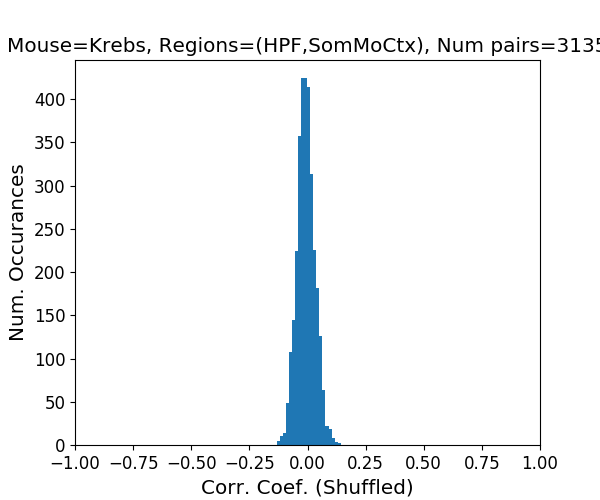 Mouse=Krebs, Regions=(HPF,SomMoCtx), Num pairs=3135
Num. Occurances
400
350
300
250
200
150
100
50
0
−1.00 −0.75 −0.50 −0.25 0.00 0.25 0.50 0.75 1.00
Corr. Coef. (Shuffled)